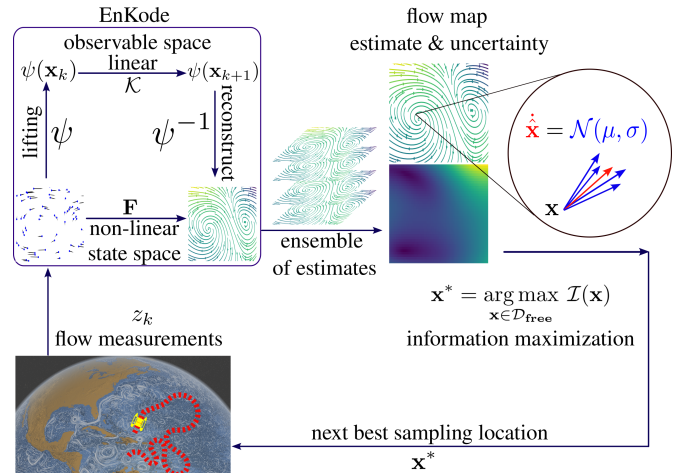 EnKode
observable space
ψ(x_k)
linear
𝒦
ψ(x_{k+1})
lifting
ψ
ψ^{-1}
reconstruct
F
non-linear
state space
ensemble
of estimates
flow map
estimate & uncertainty
ẋ̂ = 𝒩(μ, σ)
x
x* = arg max ℐ(x)
x∈𝒟_free
information maximization
z_k
flow measurements
next best sampling location
x*